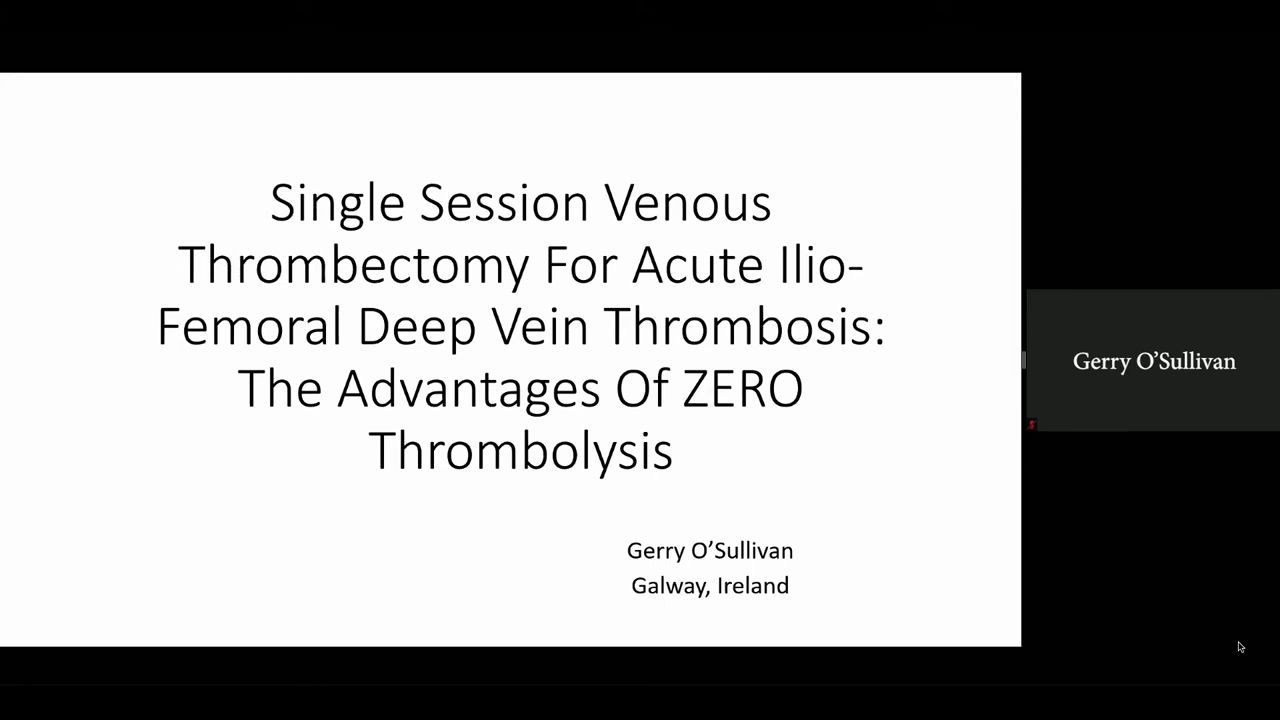 Single Session Venous
Thrombectomy For Acute Ilio-
Femoral Deep Vein Thrombosis:
The Advantages Of ZERO
Thrombolysis
Gerry O’Sullivan
Galway, Ireland
Gerry O’Sullivan